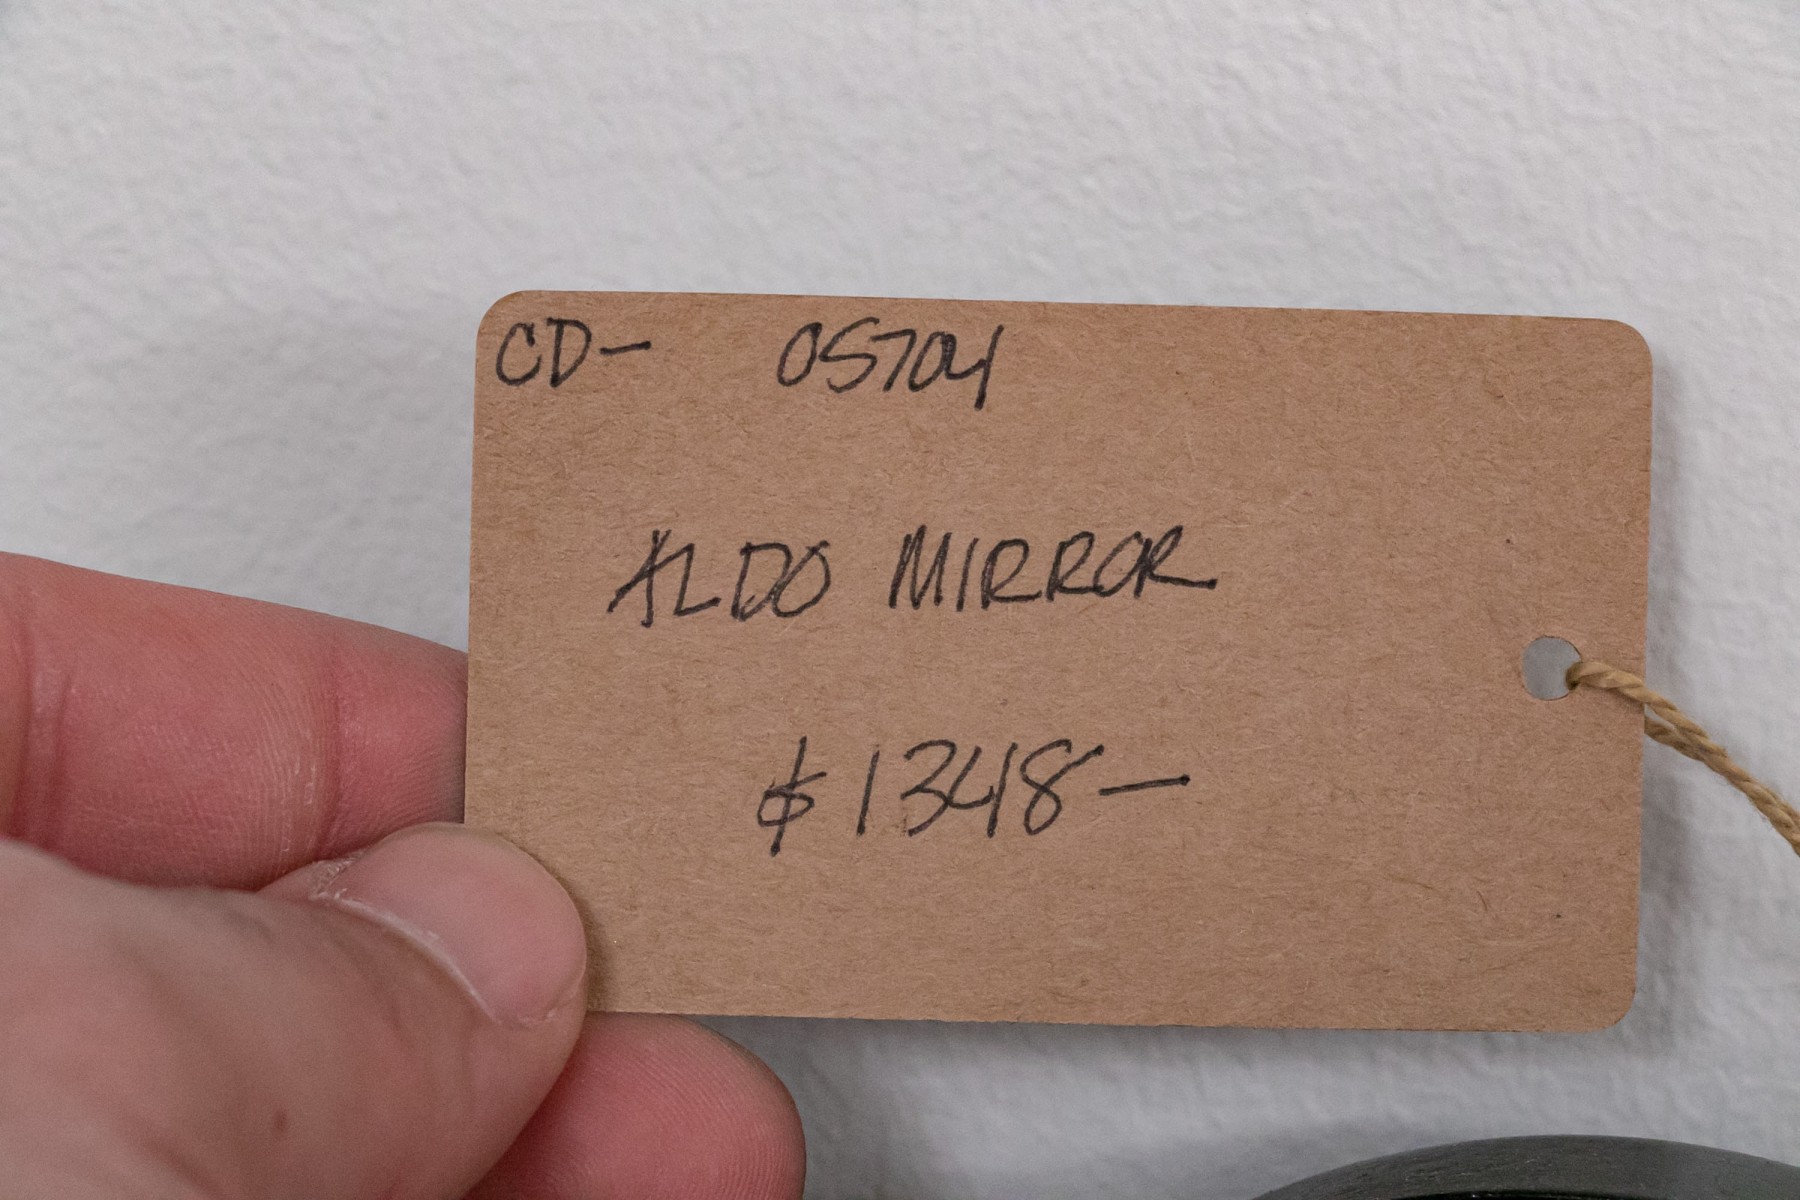 CD- 05704
ALDO MIRROR
$1348-